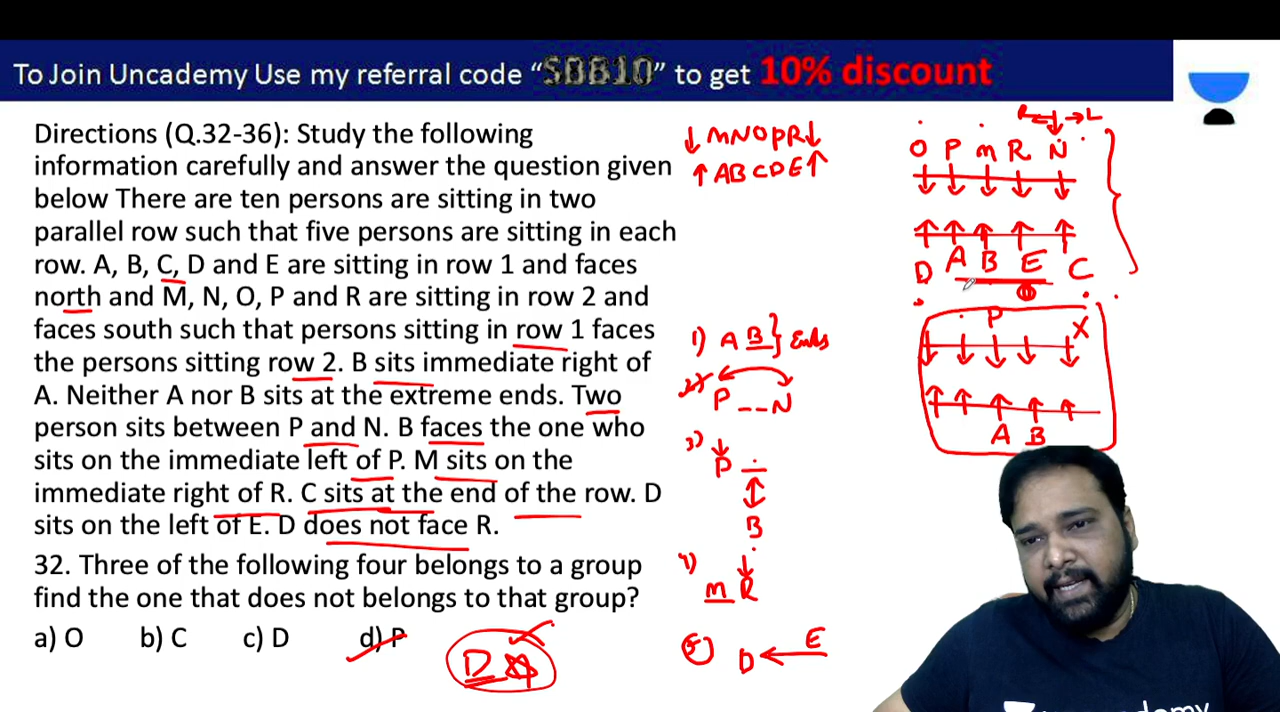 To Join Uncademy Use my referral code “SBB10” to get 10% discount
Directions (Q.32-36): Study the following
information carefully and answer the question given
below There are ten persons are sitting in two
parallel row such that five persons are sitting in each
row. A, B, C, D and E are sitting in row 1 and faces
north and M, N, O, P and R are sitting in row 2 and
faces south such that persons sitting in row 1 faces
the persons sitting row 2. B sits immediate right of
A. Neither A nor B sits at the extreme ends. Two
person sits between P and N. B faces the one who
sits on the immediate left of P. M sits on the
immediate right of R. C sits at the end of the row. D
sits on the left of E. D does not face R.
32. Three of the following four belongs to a group
find the one that does not belongs to that group?
a) O b) C c) D d) P
D
↓ MNOPR↓
↑ ABCDE↑
1) A B} Ends
2) P _ _ N
3) P _
B
4) M R
5) D ← E
R ← → L
O P M R N
D A B E C
P X
A B